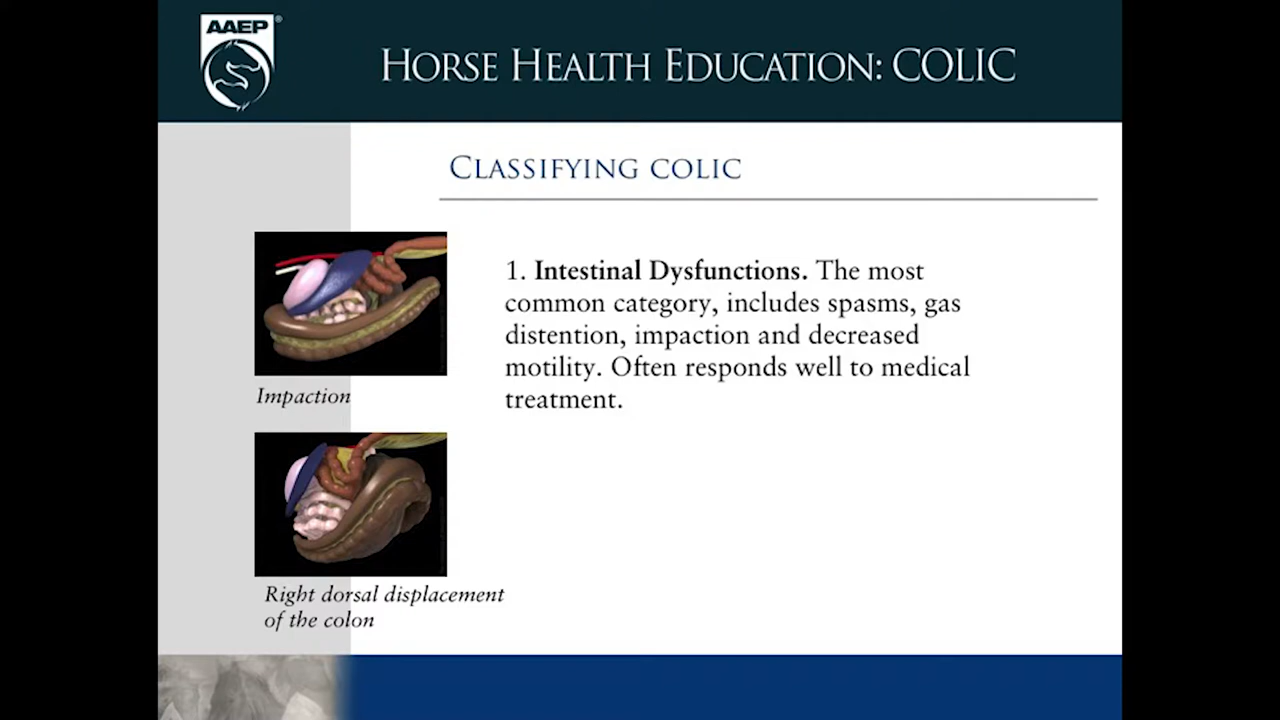 AAEP®
HORSE HEALTH EDUCATION: COLIC
CLASSIFYING COLIC
1. Intestinal Dysfunctions. The most
common category, includes spasms, gas
distention, impaction and decreased
motility. Often responds well to medical
treatment.
Impaction
Right dorsal displacement
of the colon